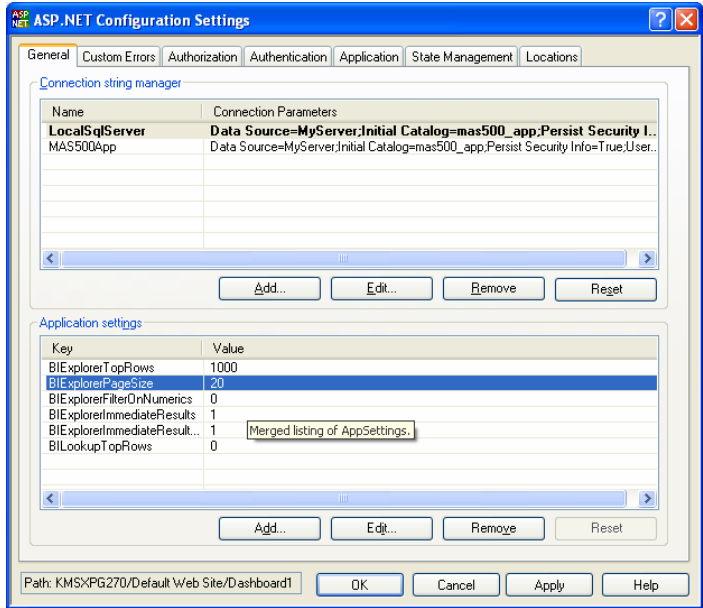 ASP.NET ASP.NET Configuration Settings
General Custom Errors Authorization Authentication Application State Management Locations
Connection string manager
Name Connection Parameters
LocalSqlServer Data Source=MyServer;Initial Catalog=mas500_app;Persist Security I..
MAS500App Data Source=MyServer;Initial Catalog=mas500_app;Persist Security Info=True;User..
Add... Edit... Remove Reset
Application settings
Key Value
BIExplorerTopRows 1000
BIExplorerPageSize 20
BIExplorerFilterOnNumerics 0
BIExplorerImmediateResults 1
BIExplorerImmediateResult... 1 Merged listing of AppSettings.
BILookupTopRows 0
Add... Edit... Remove Reset
Path: KMSXPG270/Default Web Site/Dashboard1 OK Cancel Apply Help